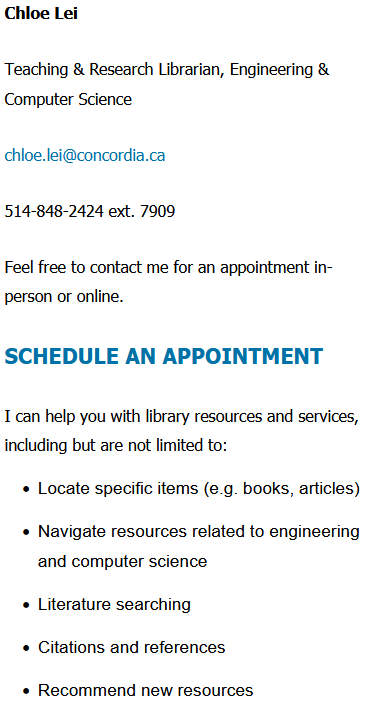 Chloe Lei
Teaching & Research Librarian, Engineering &
Computer Science
chloe.lei@concordia.ca
514-848-2424 ext. 7909
Feel free to contact me for an appointment in-
person or online.
SCHEDULE AN APPOINTMENT
I can help you with library resources and services,
including but are not limited to:
• Locate specific items (e.g. books, articles)
• Navigate resources related to engineering
and computer science
• Literature searching
• Citations and references
• Recommend new resources